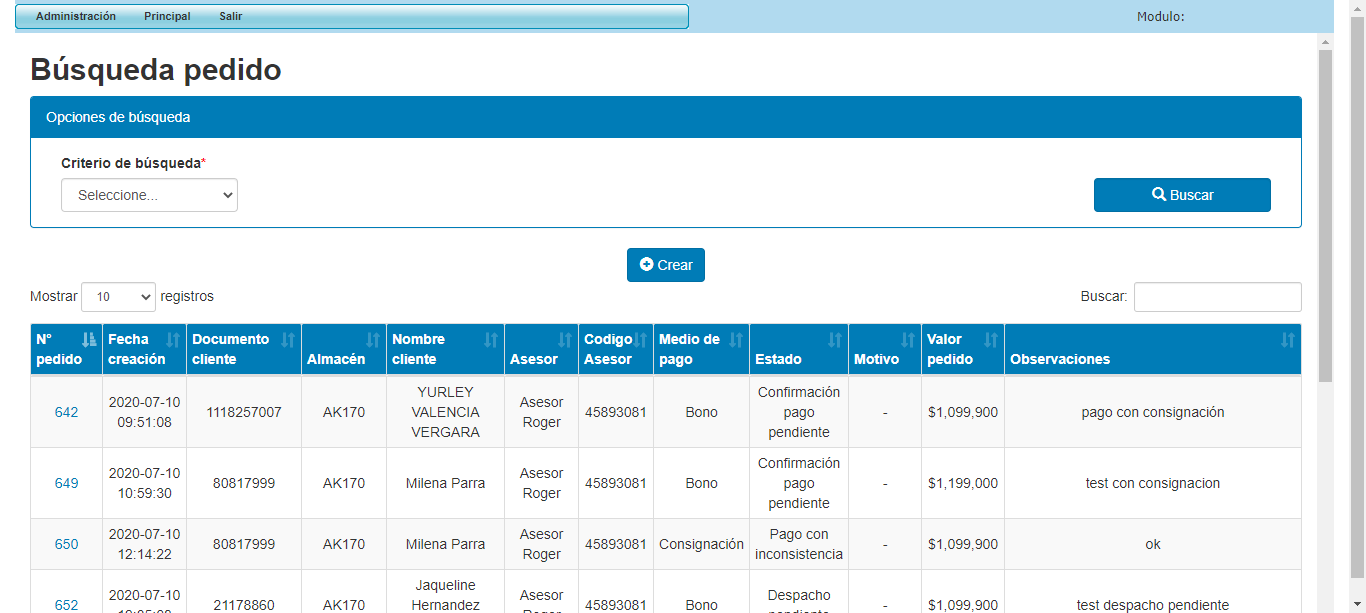 Administración Principal Salir Modulo:
Búsqueda pedido
Opciones de búsqueda
Criterio de búsqueda*
Seleccione... Buscar
Crear
Mostrar 10 registros Buscar:
N° pedido Fecha creación Documento cliente Almacén Nombre cliente Asesor Codigo Asesor Medio de pago Estado Motivo Valor pedido Observaciones
642 2020-07-10 09:51:08 1118257007 AK170 YURLEY VALENCIA VERGARA Asesor Roger 45893081 Bono Confirmación pago pendiente - $1,099,900 pago con consignación
649 2020-07-10 10:59:30 80817999 AK170 Milena Parra Asesor Roger 45893081 Bono Confirmación pago pendiente - $1,199,000 test con consignacion
650 2020-07-10 12:14:22 80817999 AK170 Milena Parra Asesor Roger 45893081 Consignación Pago con inconsistencia - $1,099,900 ok
652 2020-07-10 21178860 AK170 Jaqueline Hernandez Asesor 45893081 Bono Despacho - $1,099,900 test despacho pendiente